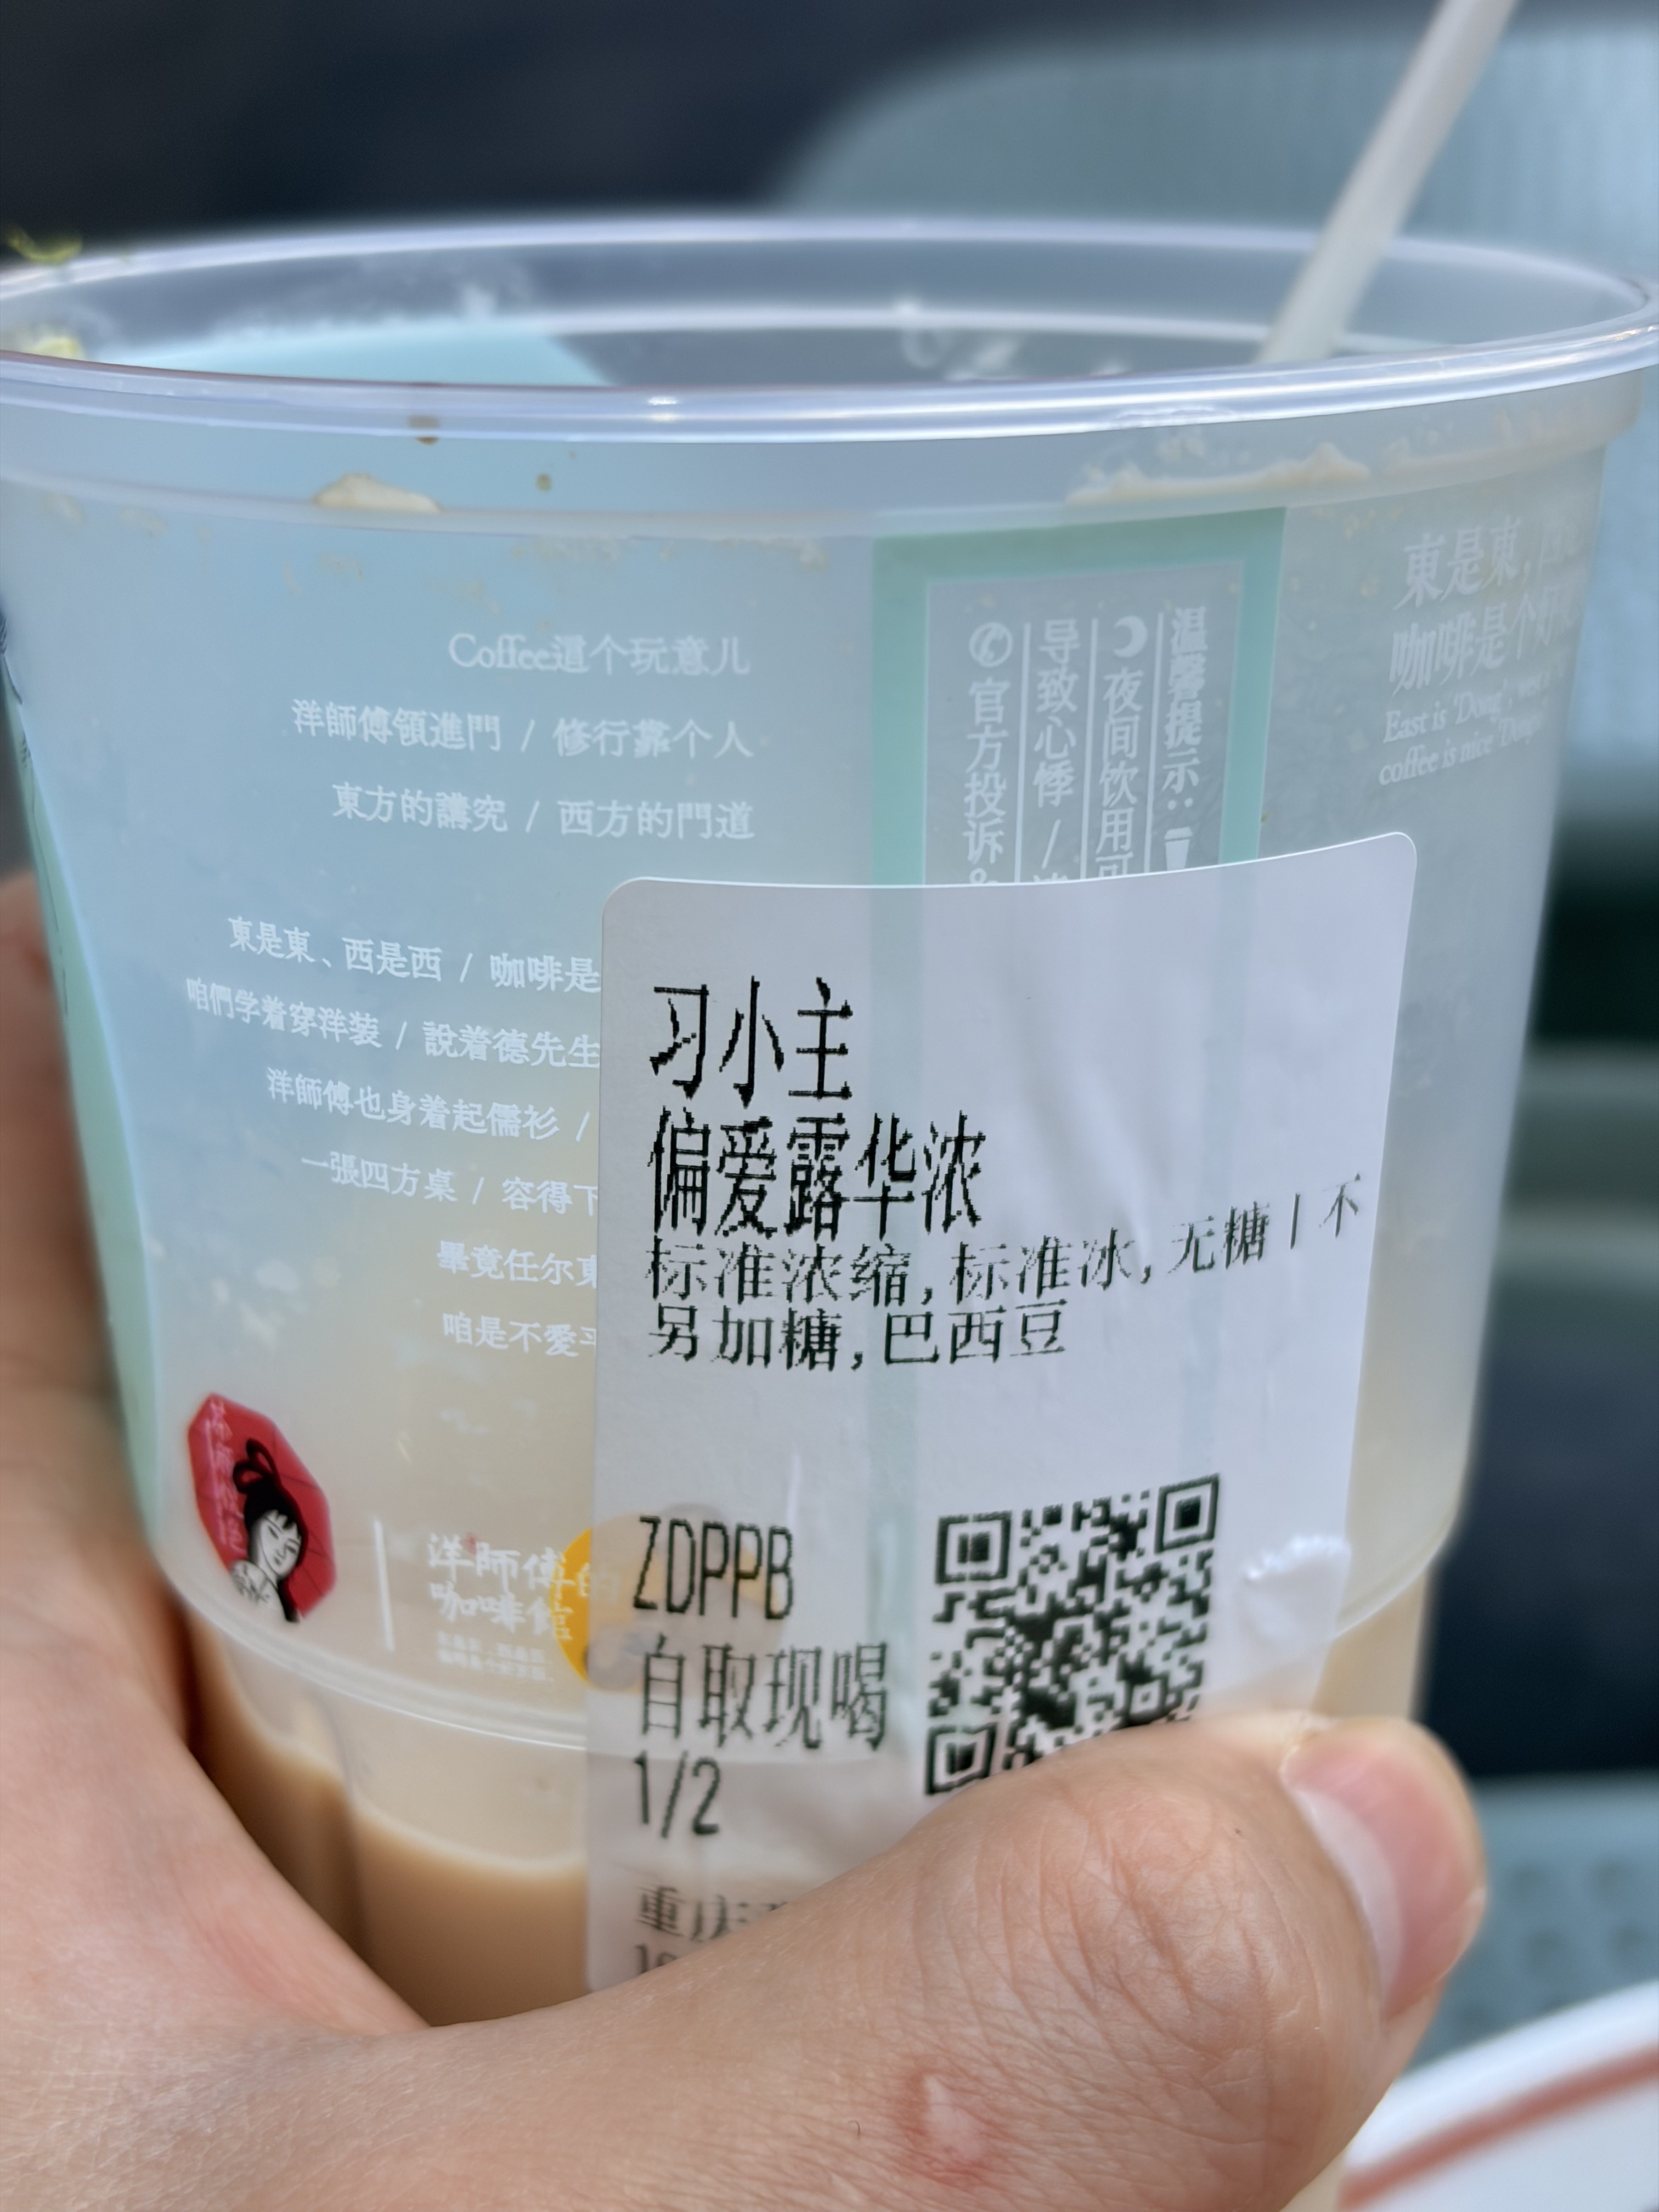 Coffee這个玩意儿
洋師傅領進門 / 修行靠个人
東方的講究 / 西方的門道
東是東、西是西 / 咖啡是
咱們学着穿洋装 / 說着德先生
洋師傅也身着起儒衫 /
一張四方桌 / 容得下
畢竟任尔東
咱是不愛
洋師傅的
咖啡館
温馨提示:
夜间饮用可
导致心悸 /
官方投诉&
東是東,西
咖啡是个好
East is 'Dong', west
coffee is nice 'Dong
习小主
偏爱露华浓
标准浓缩,标准冰,无糖|不
另加糖,巴西豆
ZDPPB
自取现喝
1/2
重庆